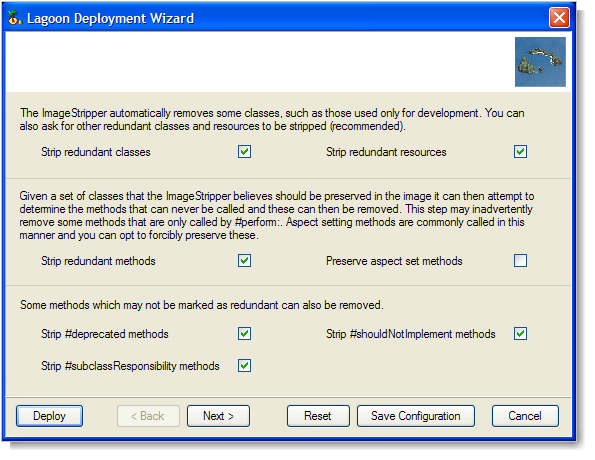 Lagoon Deployment Wizard
The ImageStripper automatically removes some classes, such as those used only for development. You can
also ask for other redundant classes and resources to be stripped (recommended).
Strip redundant classes
Strip redundant resources
Given a set of classes that the ImageStripper believes should be preserved in the image it can then attempt to
determine the methods that can never be called and these can then be removed. This step may inadvertently
remove some methods that are only called by #perform:. Aspect setting methods are commonly called in this
manner and you can opt to forcibly preserve these.
Strip redundant methods
Preserve aspect set methods
Some methods which may not be marked as redundant can also be removed.
Strip #deprecated methods
Strip #shouldNotImplement methods
Strip #subclassResponsibility methods
Deploy
< Back
Next >
Reset
Save Configuration
Cancel